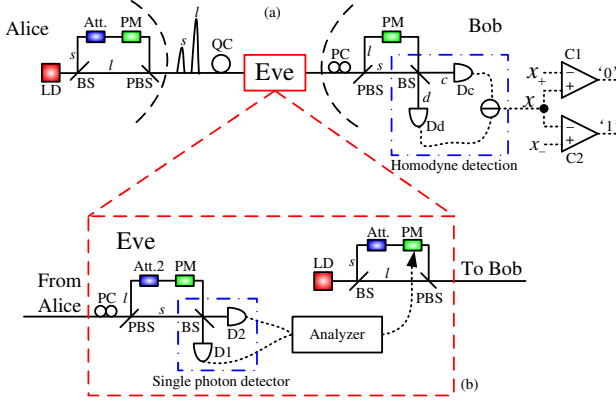 Alice
(a)
Bob
Att.
PM
s
l
LD
BS
l
PBS
s
l
QC
Eve
PC
l
PM
s
PBS
BS
c
Dc
d
Dd
Homodyne detection
x+
x
x−
C1
−
+
'0'
−
+
'1'
C2
Eve
From
Alice
PC
l
Att.2
PM
PBS
s
BS
D2
D1
Single photon detector
Analyzer
LD
s
Att.
PM
l
BS
PBS
To Bob
(b)